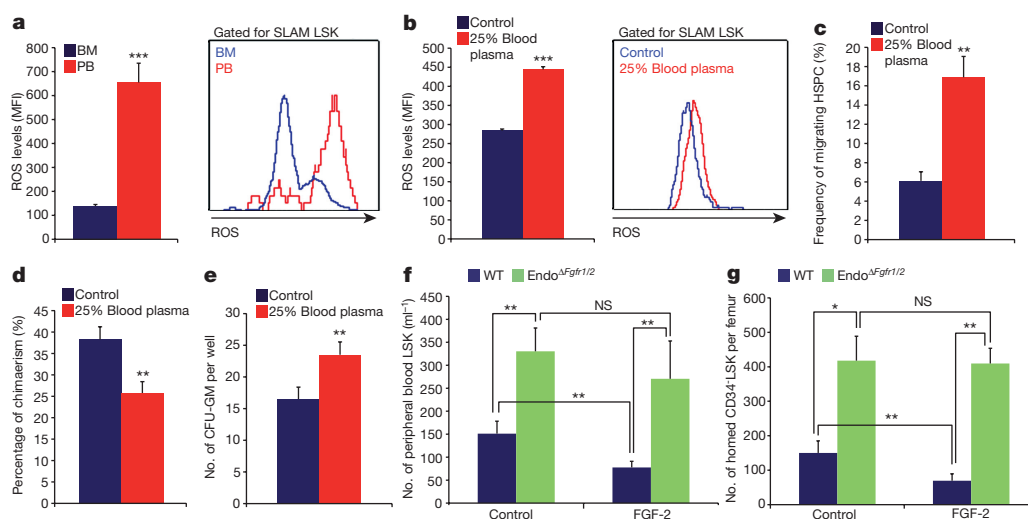 a
BM
PB
ROS levels (MFI)
800
700
600
500
400
300
200
100
0
***
Gated for SLAM LSK
BM
PB
ROS
b
Control
25% Blood
plasma
ROS levels (MFI)
500
450
400
350
300
250
200
150
100
50
0
***
Gated for SLAM LSK
Control
25% Blood plasma
ROS
c
Control
25% Blood
plasma
Frequency of migrating HSPC (%)
20
18
16
14
12
10
8
6
4
2
0
**
d
Control
25% Blood plasma
Percentage of chimaerism (%)
45
40
35
30
25
20
15
10
5
0
**
e
Control
25% Blood plasma
No. of CFU-GM per well
30
25
20
15
10
5
0
**
f
WT
EndoΔFgfr1/2
No. of peripheral blood LSK (ml−1)
450
400
350
300
250
200
150
100
50
0
**
NS
**
**
Control
FGF-2
g
WT
EndoΔFgfr1/2
No. of homed CD34-LSK per femur
600
500
400
300
200
100
0
*
NS
**
**
Control
FGF-2